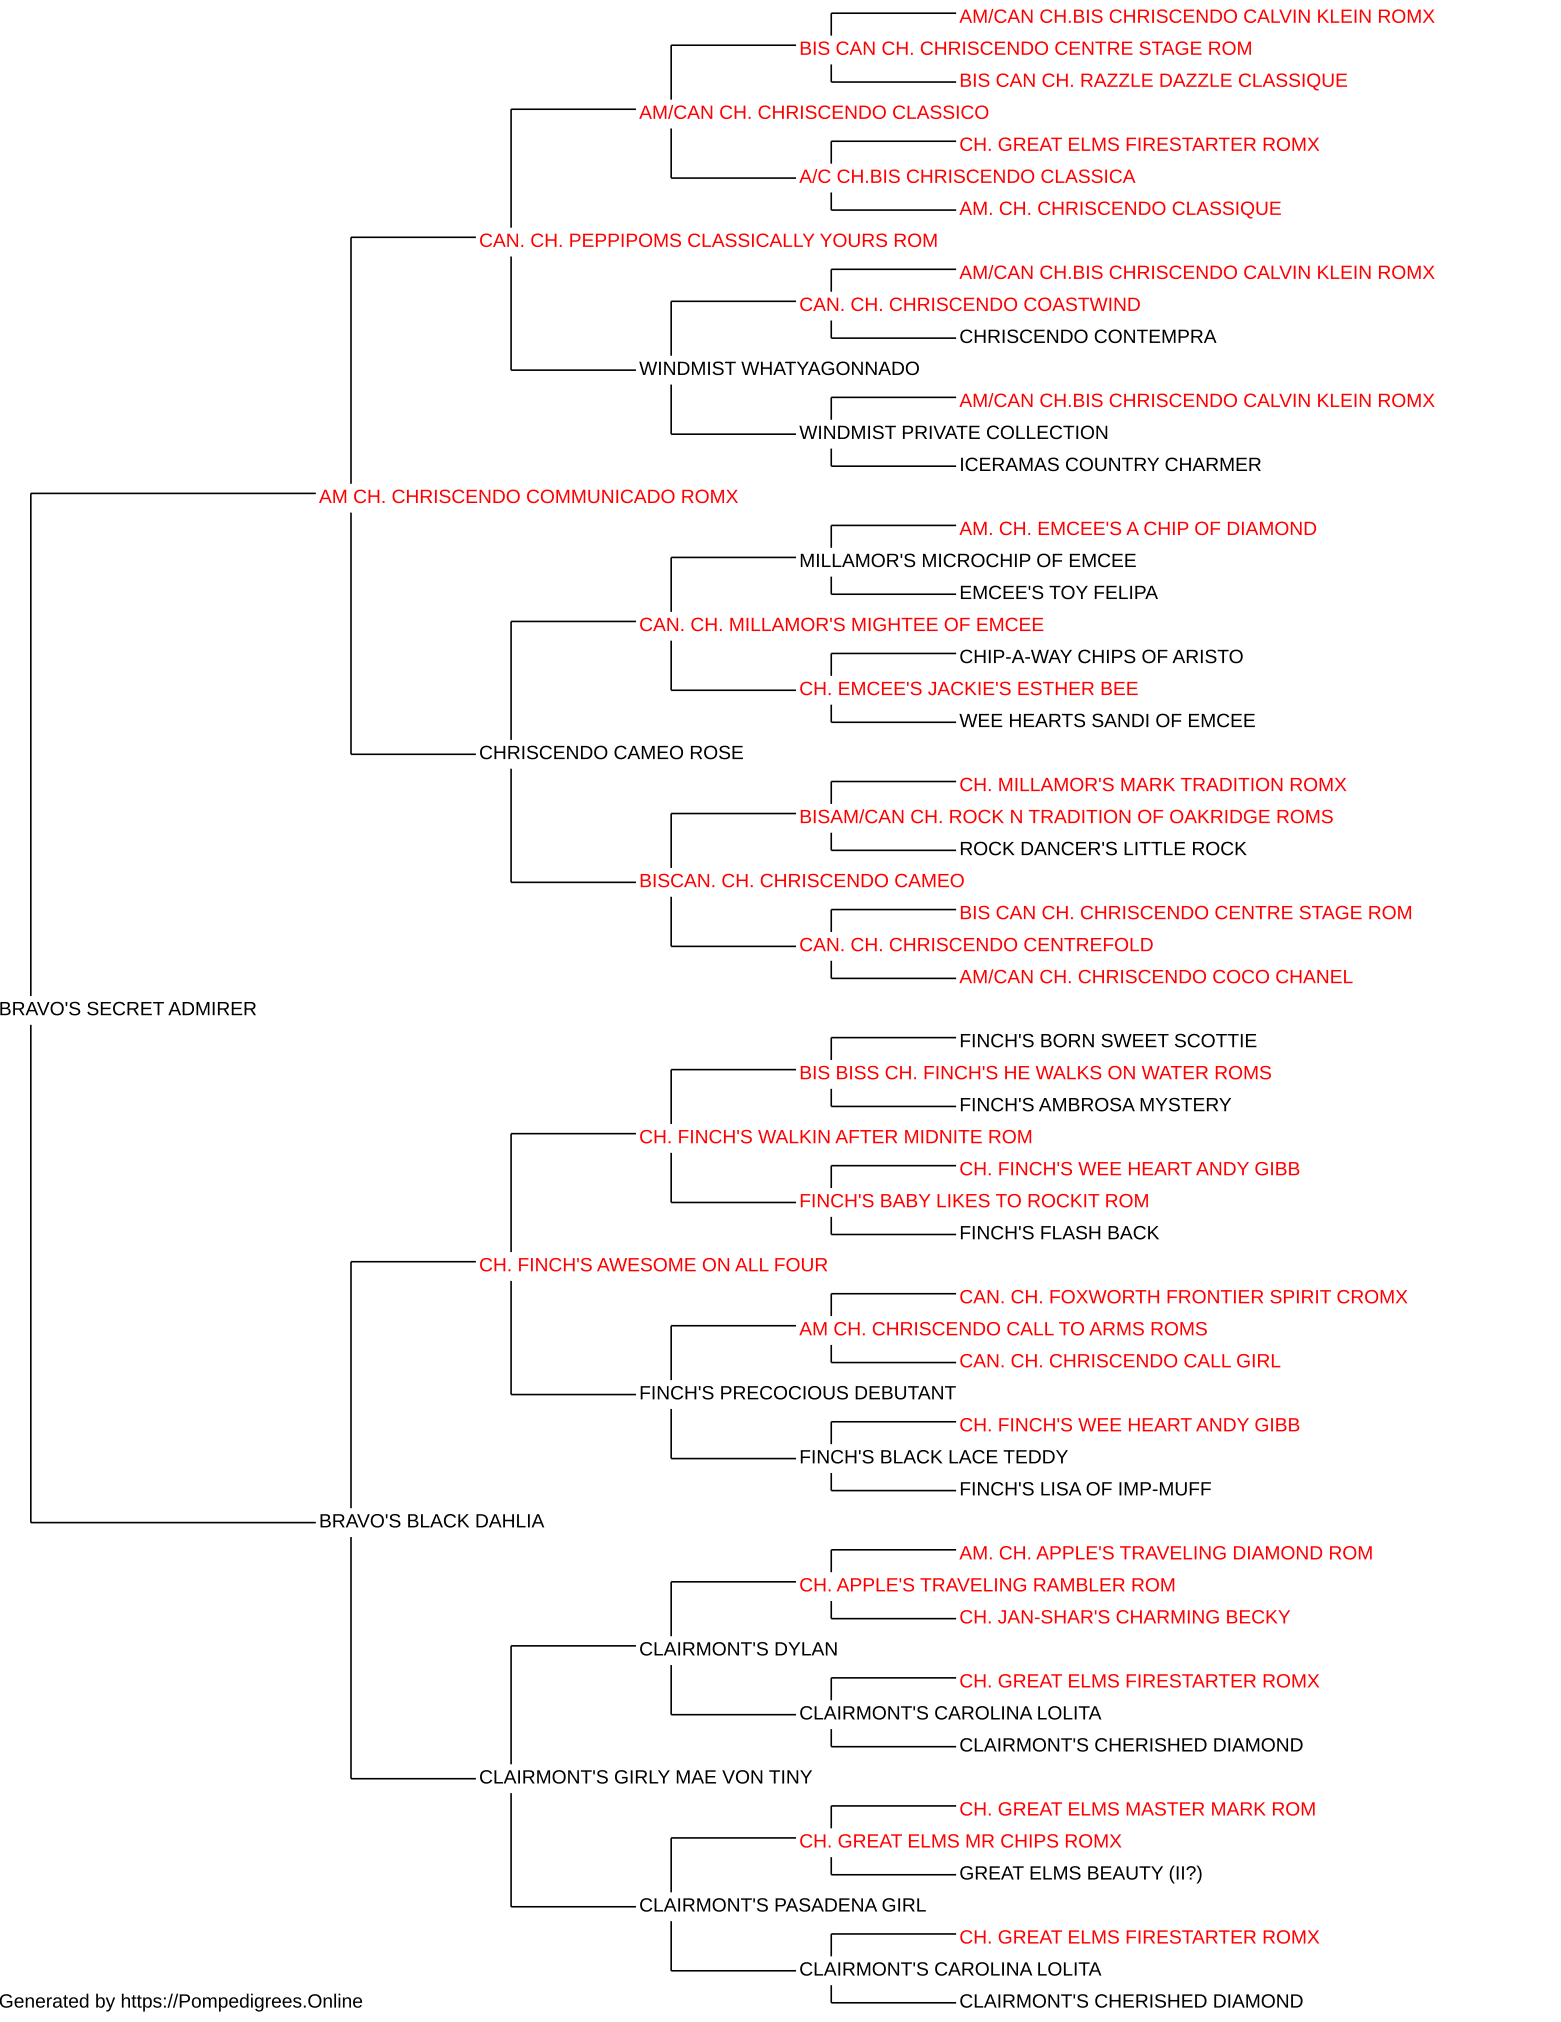 AM/CAN CH.BIS CHRISCENDO CALVIN KLEIN ROMX
BIS CAN CH. CHRISCENDO CENTRE STAGE ROM
BIS CAN CH. RAZZLE DAZZLE CLASSIQUE
AM/CAN CH. CHRISCENDO CLASSICO
CH. GREAT ELMS FIRESTARTER ROMX
A/C CH.BIS CHRISCENDO CLASSICA
AM. CH. CHRISCENDO CLASSIQUE
CAN. CH. PEPPIPOMS CLASSICALLY YOURS ROM
AM/CAN CH.BIS CHRISCENDO CALVIN KLEIN ROMX
CAN. CH. CHRISCENDO COASTWIND
CHRISCENDO CONTEMPRA
WINDMIST WHATYAGONNADO
AM/CAN CH.BIS CHRISCENDO CALVIN KLEIN ROMX
WINDMIST PRIVATE COLLECTION
ICERAMAS COUNTRY CHARMER
AM CH. CHRISCENDO COMMUNICADO ROMX
AM. CH. EMCEE'S A CHIP OF DIAMOND
MILLAMOR'S MICROCHIP OF EMCEE
EMCEE'S TOY FELIPA
CAN. CH. MILLAMOR'S MIGHTEE OF EMCEE
CHIP-A-WAY CHIPS OF ARISTO
CH. EMCEE'S JACKIE'S ESTHER BEE
WEE HEARTS SANDI OF EMCEE
CHRISCENDO CAMEO ROSE
CH. MILLAMOR'S MARK TRADITION ROMX
BISAM/CAN CH. ROCK N TRADITION OF OAKRIDGE ROMS
ROCK DANCER'S LITTLE ROCK
BISCAN. CH. CHRISCENDO CAMEO
BIS CAN CH. CHRISCENDO CENTRE STAGE ROM
CAN. CH. CHRISCENDO CENTREFOLD
AM/CAN CH. CHRISCENDO COCO CHANEL
BRAVO'S SECRET ADMIRER
FINCH'S BORN SWEET SCOTTIE
BIS BISS CH. FINCH'S HE WALKS ON WATER ROMS
FINCH'S AMBROSA MYSTERY
CH. FINCH'S WALKIN AFTER MIDNITE ROM
CH. FINCH'S WEE HEART ANDY GIBB
FINCH'S BABY LIKES TO ROCKIT ROM
FINCH'S FLASH BACK
CH. FINCH'S AWESOME ON ALL FOUR
CAN. CH. FOXWORTH FRONTIER SPIRIT CROMX
AM CH. CHRISCENDO CALL TO ARMS ROMS
CAN. CH. CHRISCENDO CALL GIRL
FINCH'S PRECOCIOUS DEBUTANT
CH. FINCH'S WEE HEART ANDY GIBB
FINCH'S BLACK LACE TEDDY
FINCH'S LISA OF IMP-MUFF
BRAVO'S BLACK DAHLIA
AM. CH. APPLE'S TRAVELING DIAMOND ROM
CH. APPLE'S TRAVELING RAMBLER ROM
CH. JAN-SHAR'S CHARMING BECKY
CLAIRMONT'S DYLAN
CH. GREAT ELMS FIRESTARTER ROMX
CLAIRMONT'S CAROLINA LOLITA
CLAIRMONT'S CHERISHED DIAMOND
CLAIRMONT'S GIRLY MAE VON TINY
CH. GREAT ELMS MASTER MARK ROM
CH. GREAT ELMS MR CHIPS ROMX
GREAT ELMS BEAUTY (II?)
CLAIRMONT'S PASADENA GIRL
CH. GREAT ELMS FIRESTARTER ROMX
CLAIRMONT'S CAROLINA LOLITA
CLAIRMONT'S CHERISHED DIAMOND
Generated by https://Pompedigrees.Online